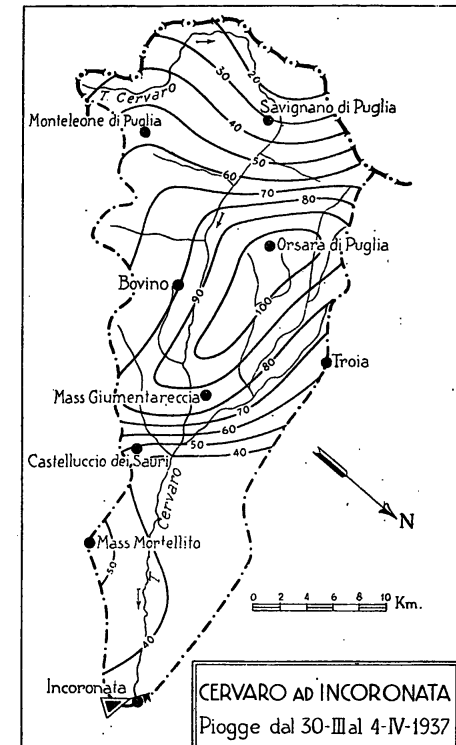 T. Cervaro
30
20
Savignano di Puglia
Monteleone di Puglia
40
50
60
70
80
Orsara di Puglia
Bovino
90
100
Troia
80
Mass Giumentareccia
70
60
50
40
Castelluccio dei Sauri
T. Cervaro
N
Mass Mortellito
50
0 2 4 6 8 10
Km.
40
Incoronata
CERVARO AD INCORONATA
Piogge dal 30-III al 4-IV-1937